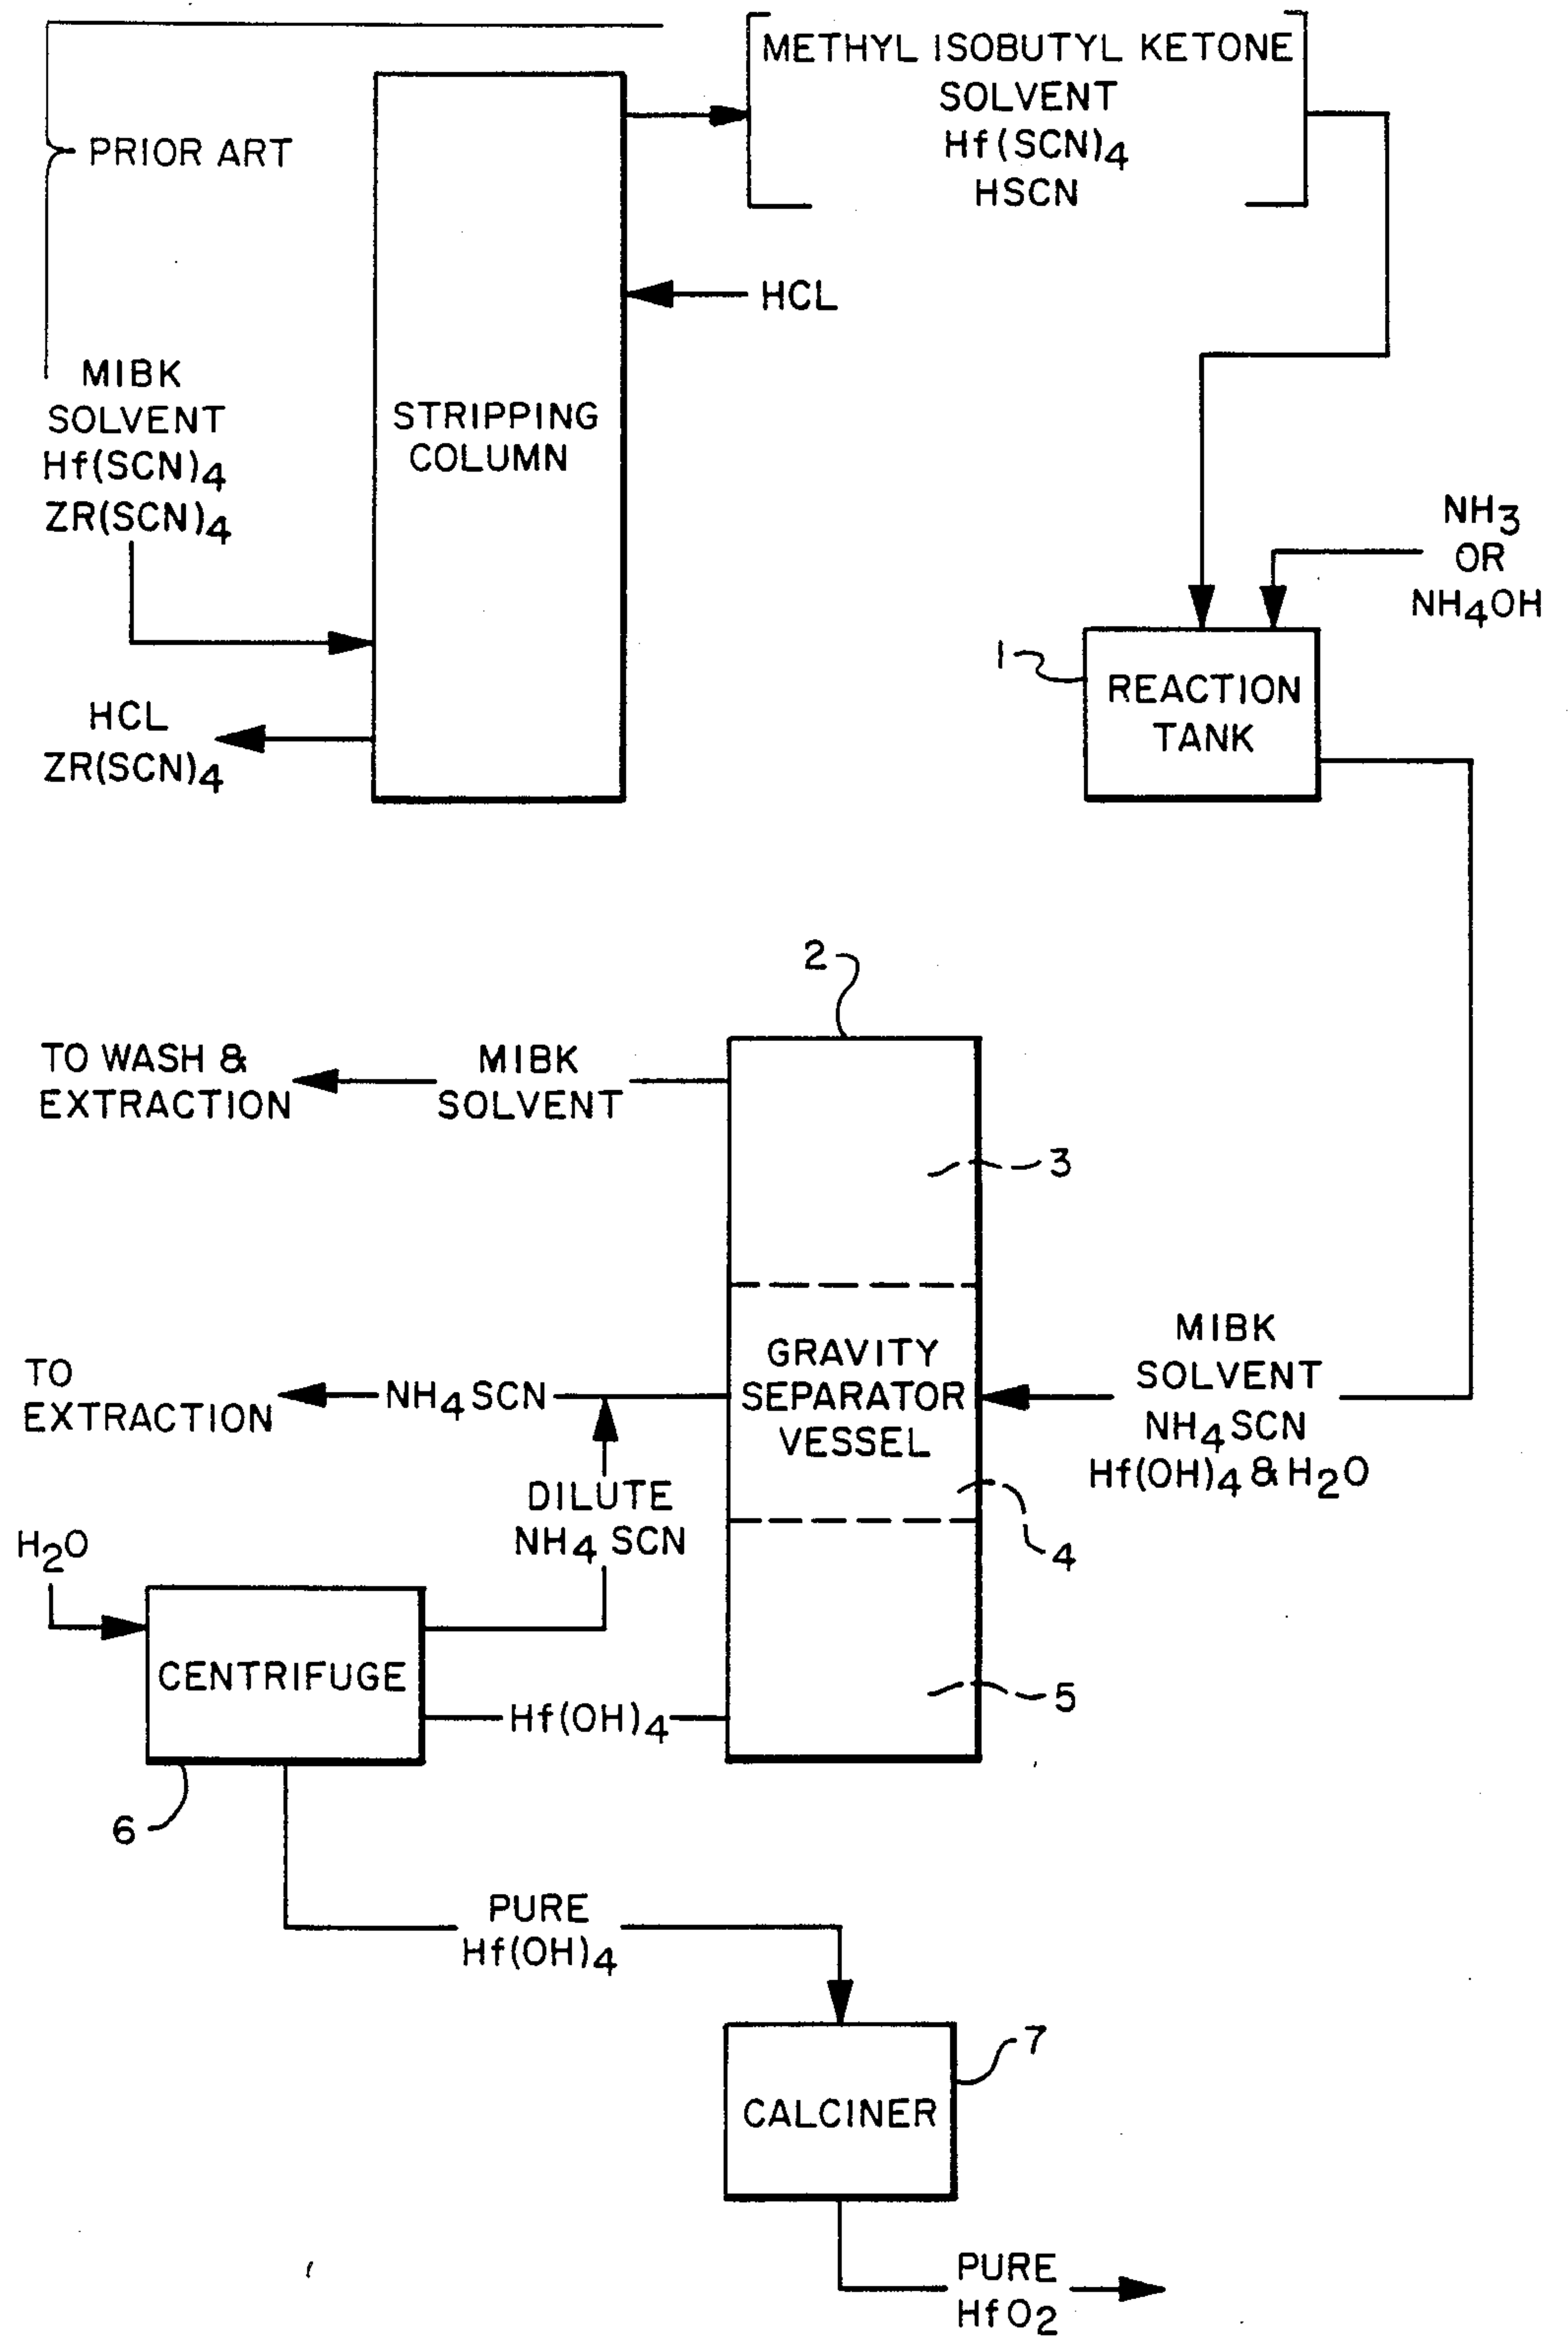 METHYL ISOBUTYL KETONE
SOLVENT
Hf(SCN)4
HSCN
PRIOR ART
HCL
MIBK
SOLVENT
Hf(SCN)4
ZR(SCN)4
STRIPPING
COLUMN
NH3
OR
NH4OH
HCL
ZR(SCN)4
1
REACTION
TANK
2
TO WASH &
EXTRACTION
MIBK
SOLVENT
3
TO
EXTRACTION
NH4SCN
GRAVITY
SEPARATOR
VESSEL
MIBK
SOLVENT
NH4SCN
Hf(OH)4 & H2O
DILUTE
NH4 SCN
4
H2O
CENTRIFUGE
Hf(OH)4
5
6
PURE
Hf(OH)4
7
CALCINER
PURE
HfO2